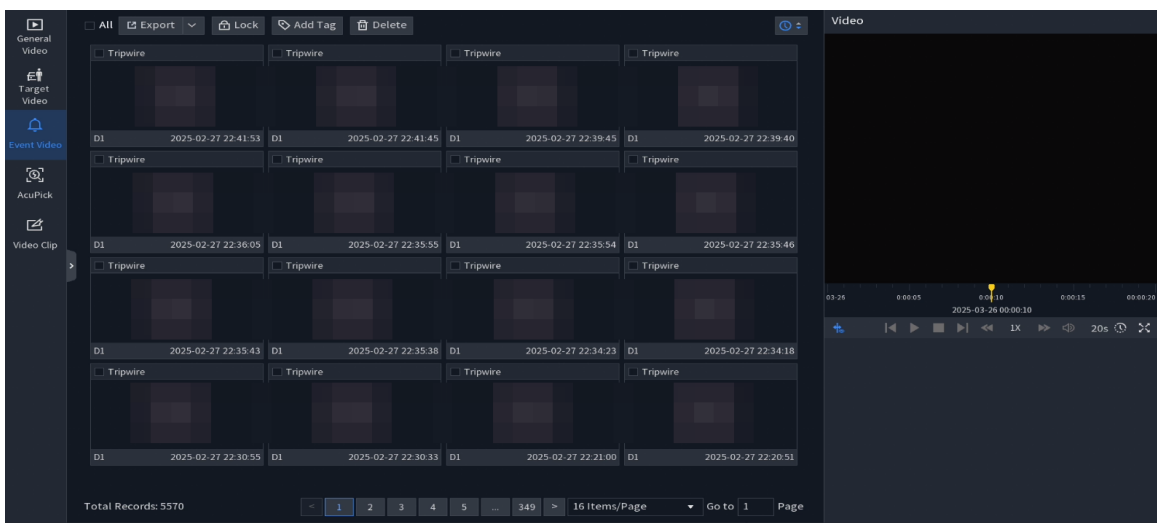 General
Video
Target
Video
Event Video
AcuPick
Video Clip
All Export Lock Add Tag Delete
Tripwire Tripwire Tripwire Tripwire
D1 2025-02-27 22:41:53 D1 2025-02-27 22:41:45 D1 2025-02-27 22:39:45 D1 2025-02-27 22:39:40
Tripwire Tripwire Tripwire Tripwire
D1 2025-02-27 22:36:05 D1 2025-02-27 22:35:55 D1 2025-02-27 22:35:54 D1 2025-02-27 22:35:46
Tripwire Tripwire Tripwire Tripwire
D1 2025-02-27 22:35:43 D1 2025-02-27 22:35:38 D1 2025-02-27 22:34:23 D1 2025-02-27 22:34:18
Tripwire Tripwire Tripwire Tripwire
D1 2025-02-27 22:30:55 D1 2025-02-27 22:30:33 D1 2025-02-27 22:21:00 D1 2025-02-27 22:20:51
Total Records: 5570 < 1 2 3 4 5 ... 349 > 16 Items/Page Go to 1 Page
Video
03-26 0:00:05 0:00:10 0:00:15 00:00:20
2025-03-26 00:00:10
1X 20s